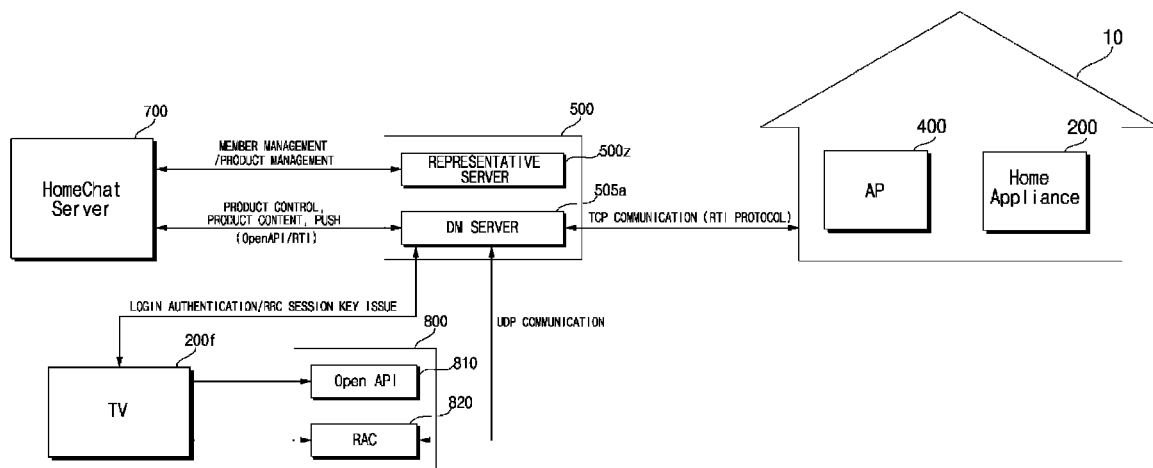 10
700
500
MEMBER MANAGEMENT
/PRODUCT MANAGEMENT
REPRESENTATIVE
SERVER
500z
400
200
HomeChat
Server
AP
Home
Appliance
505a
PRODUCT CONTROL,
PRODUCT CONTENT, PUSH
(OpenAPI/RTI)
DM SERVER
TCP COMMUNICATION (RTI PROTOCOL)
LOGIN AUTHENTICATION/RRC SESSION KEY ISSUE
UDP COMMUNICATION
200f
800
810
Open API
TV
820
RAC